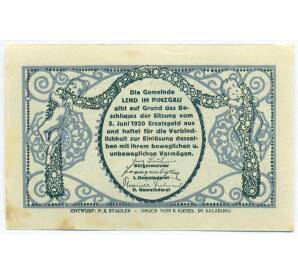 Die Gemeinde
LEND IM PINZGAU
gibt auf Grund des Be-
schlusses der Sitzung vom
5. Juni 1920 Ersatzgeld aus
und haftet für die Verbind-
lichkeit zur Einlösung dessel-
ben mit ihrem beweglichen u.
unbeweglichen Vermögen.
Bürgermeister
I. Gemeinderat
II. Gemeinderat
ENTWURF: F. X. STADLER - DRUCK VON R. KIESEL IN SALZBURG